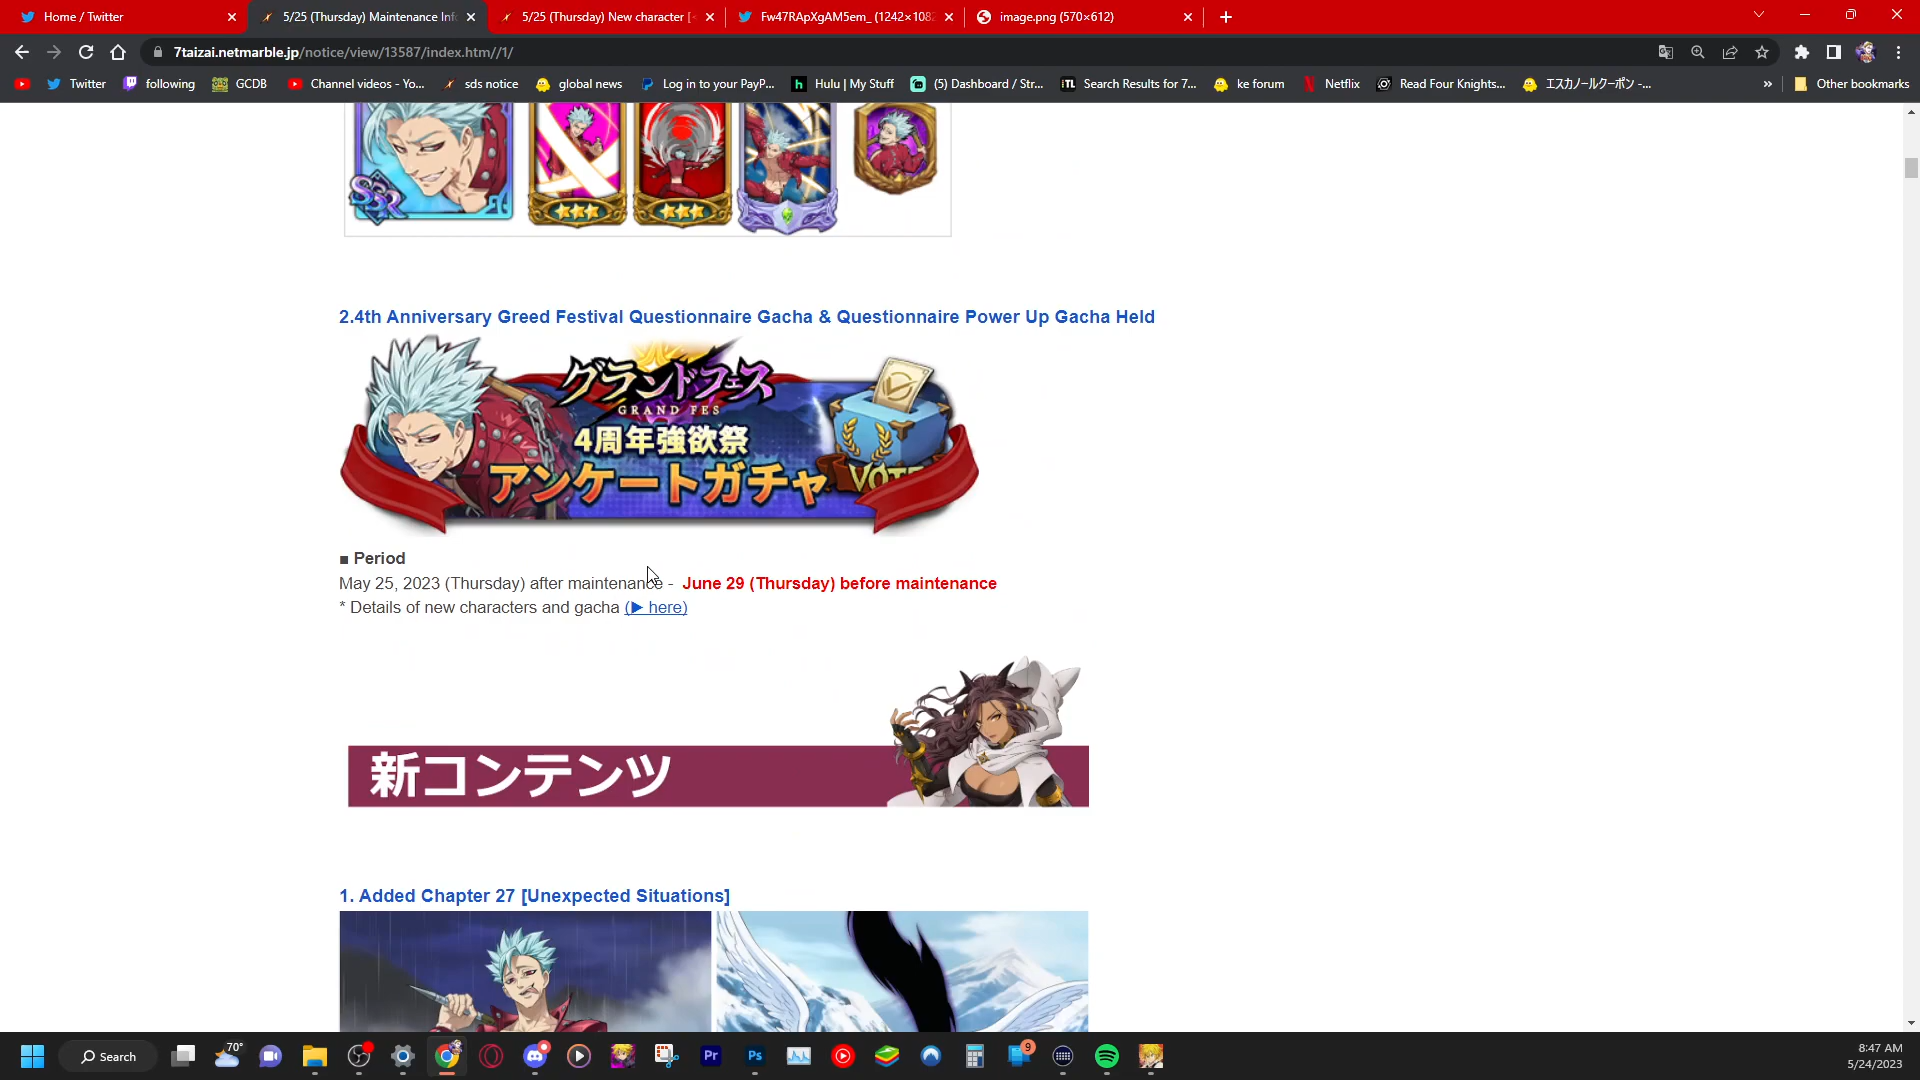 Home / Twitter
5/25 (Thursday) Maintenance Inf
5/25 (Thursday) New character [
Fw47RApXgAM5em_ (1242×108
image.png (570×612)
7taizai.netmarble.jp/notice/view/13587/index.htm//1/
Twitter
following
GCDB
Channel videos - Yo...
sds notice
global news
Log in to your PayP...
Hulu | My Stuff
(5) Dashboard / Str...
Search Results for 7...
ke forum
Netflix
Read Four Knights...
エスカノールクーポン -...
»
Other bookmarks
SSR
2.4th Anniversary Greed Festival Questionnaire Gacha & Questionnaire Power Up Gacha Held
グランドフェス
GRAND FES
4周年強欲祭
アンケートガチャ
VOTE
■ Period
May 25, 2023 (Thursday) after maintenance - June 29 (Thursday) before maintenance
* Details of new characters and gacha (▶ here)
新コンテンツ
1. Added Chapter 27 [Unexpected Situations]
Search
70°
Pr
Ps
9
8:47 AM
5/24/2023